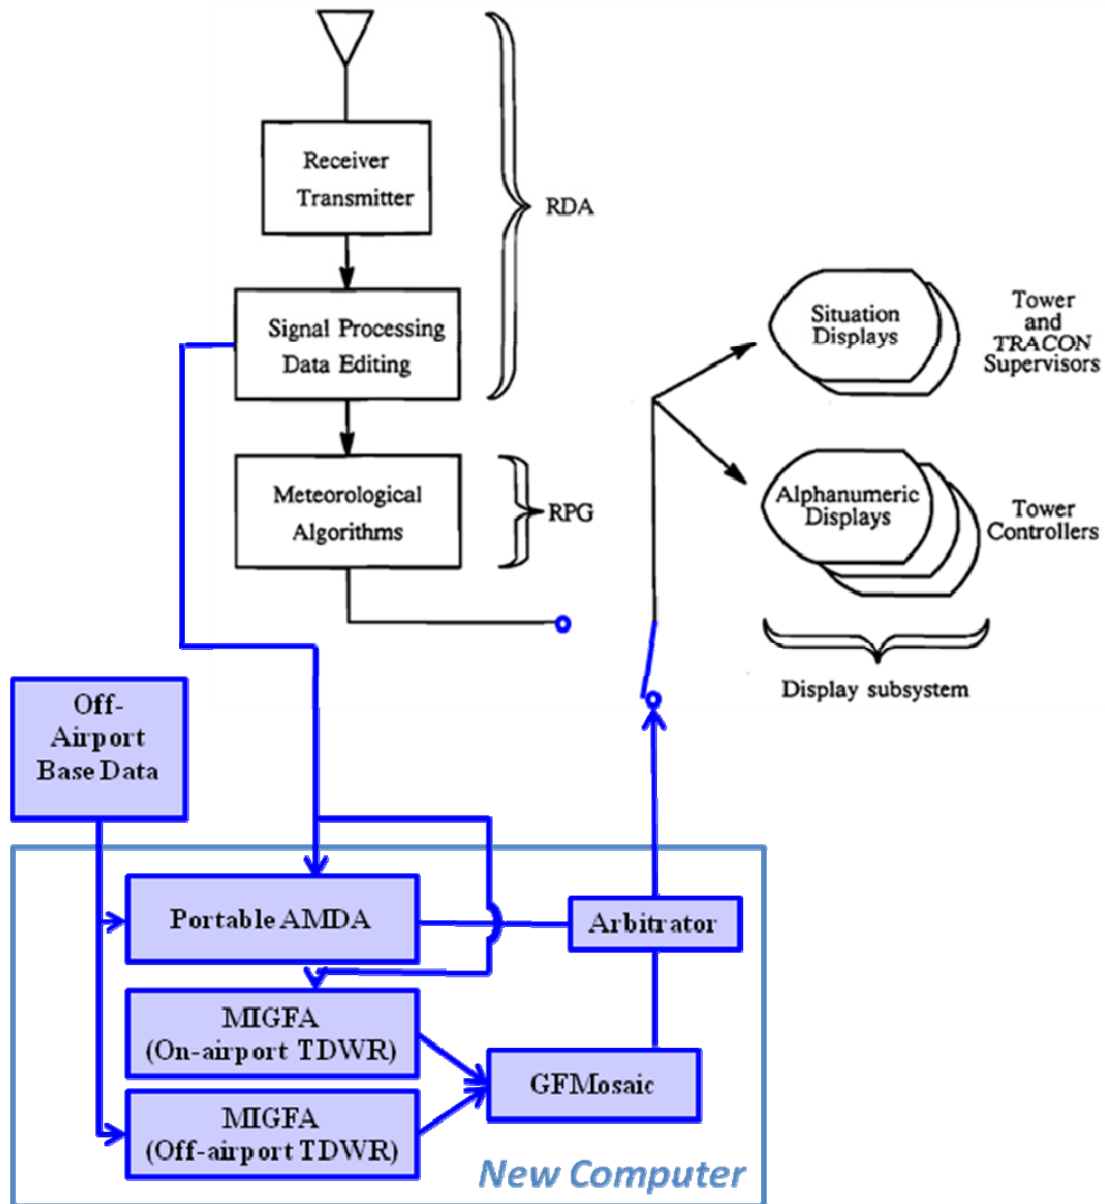 Receiver
Transmitter
RDA
Signal Processing
Data Editing
Situation
Displays
Tower
and
TRACON
Supervisors
Meteorological
Algorithms
RPG
Alphanumeric
Displays
Tower
Controllers
Display subsystem
Off-
Airport
Base Data
Portable AMDA
Arbitrator
MIGFA
(On-airport TDWR)
GFMosaic
MIGFA
(Off-airport TDWR)
New Computer